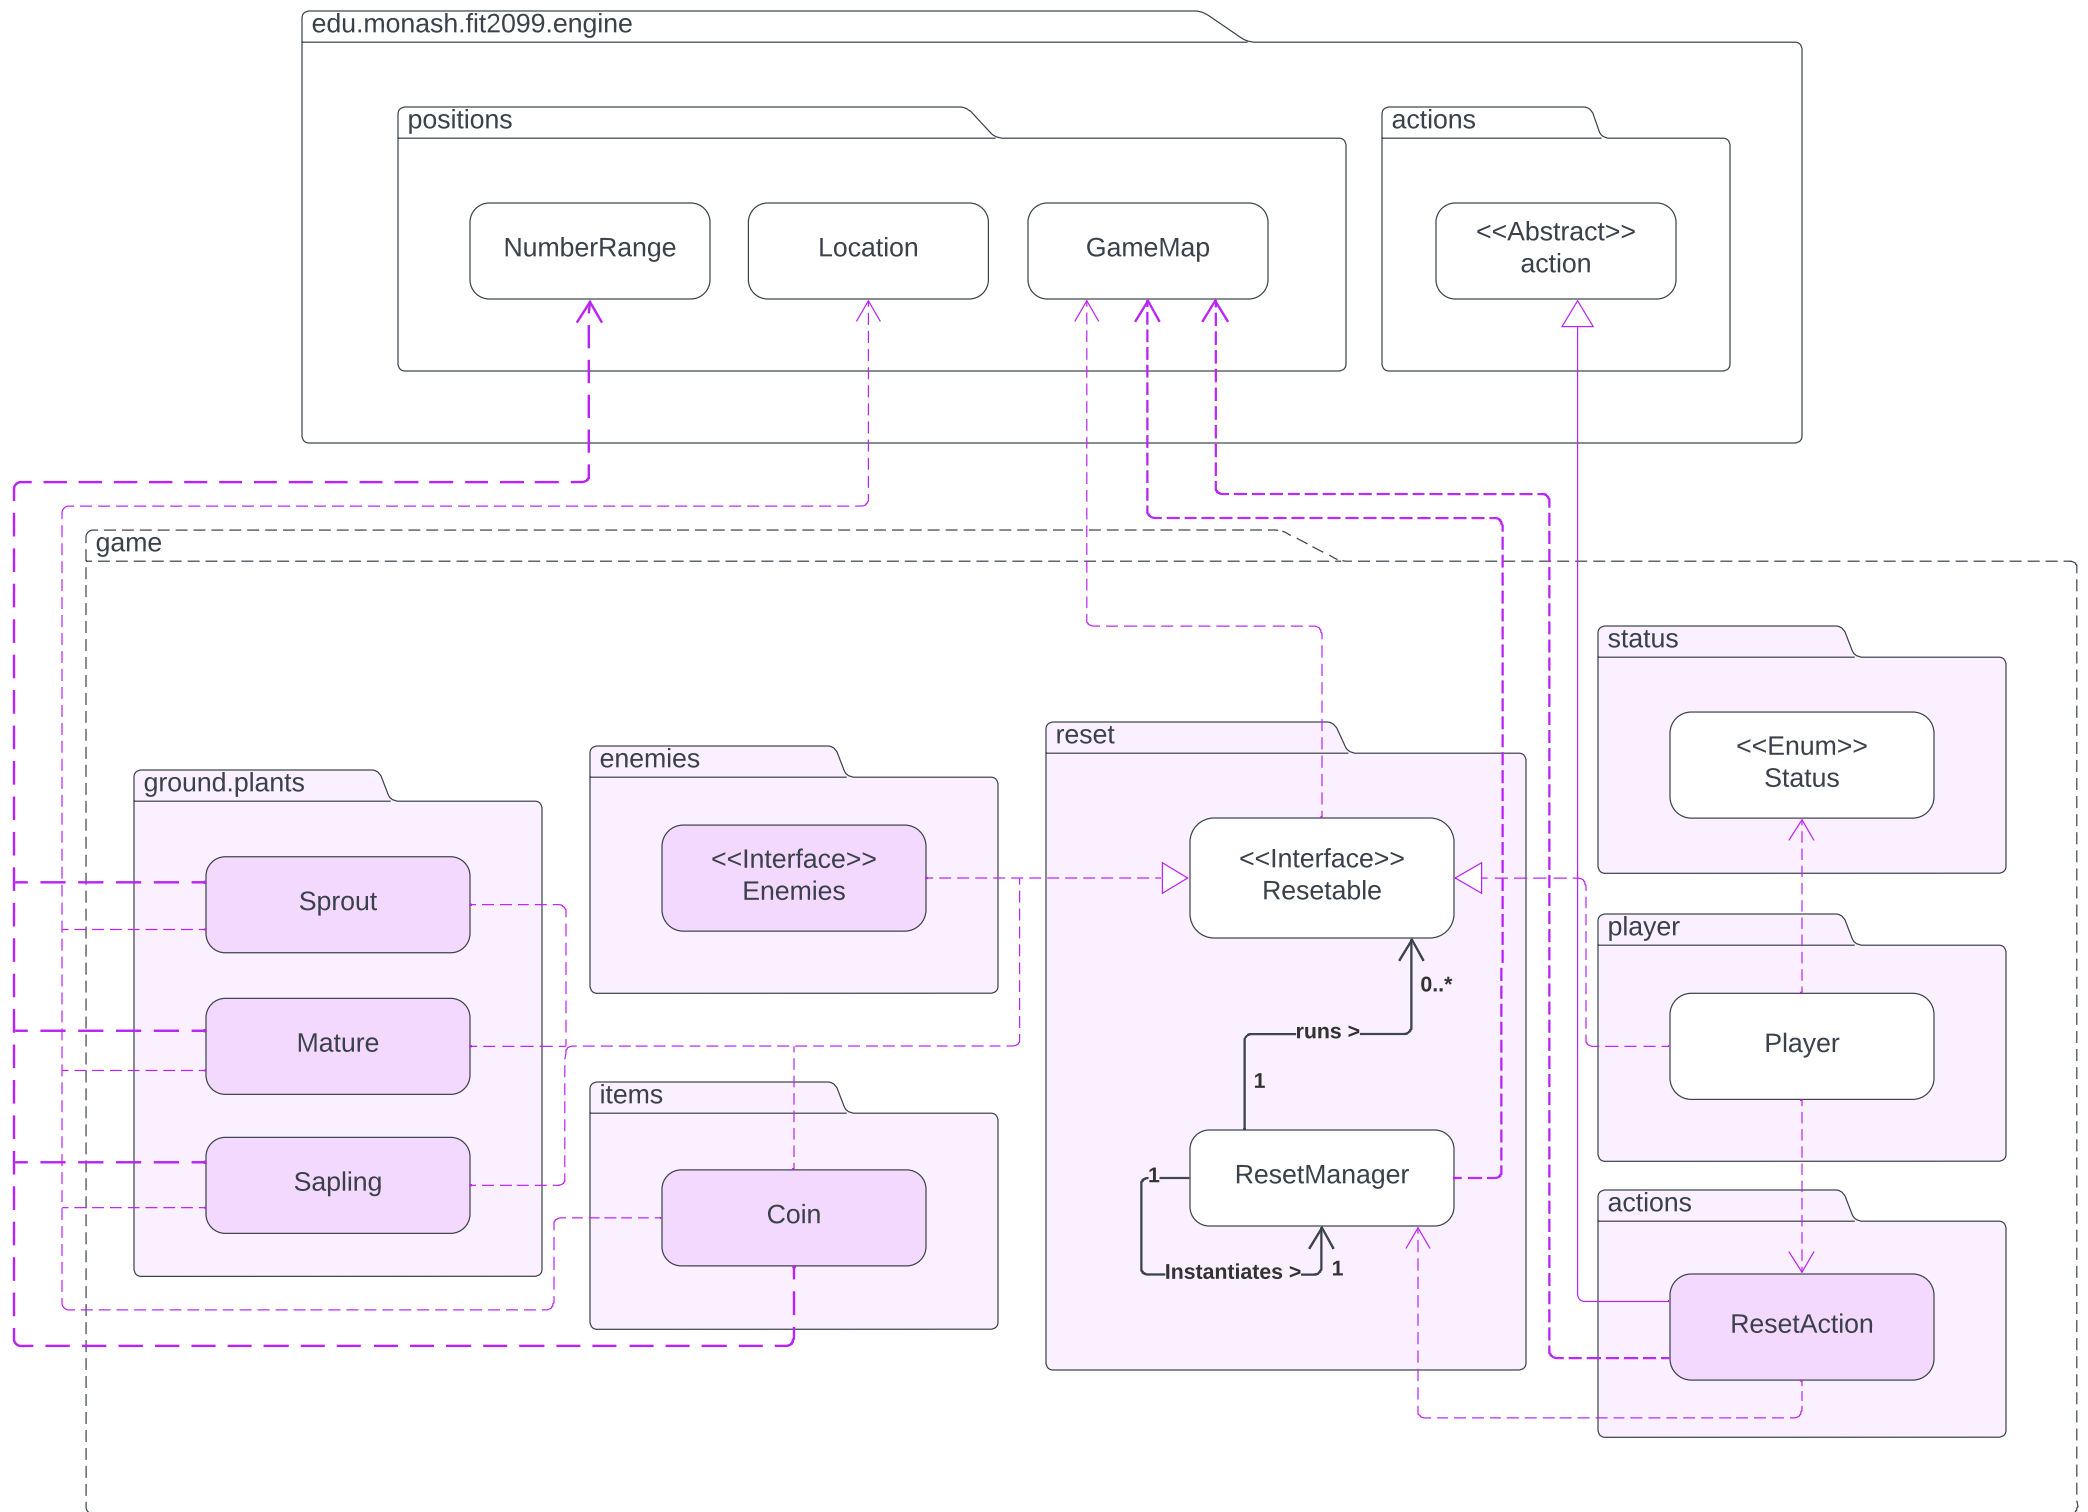 edu.monash.fit2099.engine
positions
actions
NumberRange
Location
GameMap
<<Abstract>>
action
game
status
<<Enum>>
Status
reset
enemies
ground.plants
<<Interface>>
Enemies
<<Interface>>
Resetable
Sprout
player
0..*
runs >
Mature
Player
1
items
Sapling
Coin
1
ResetManager
Instantiates >
1
actions
ResetAction